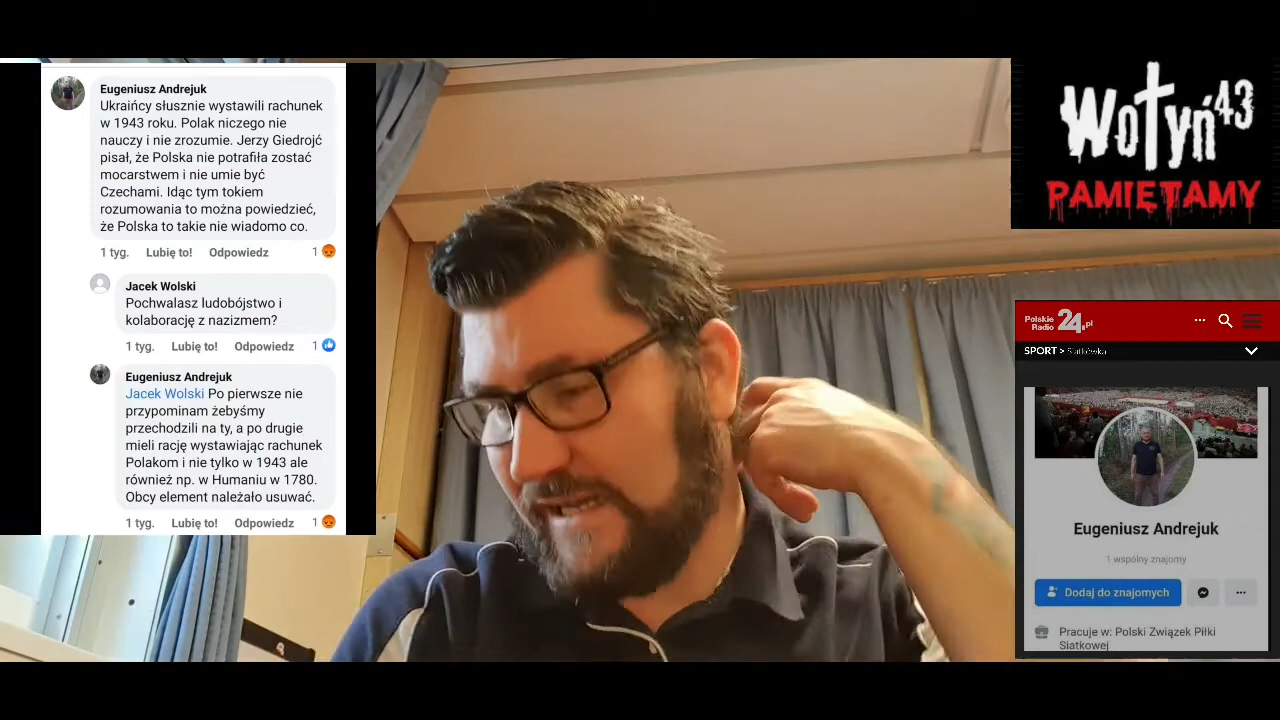 Eugeniusz Andrejuk
Ukraińcy słusznie wystawili rachunek
w 1943 roku. Polak niczego nie
nauczy i nie zrozumie. Jerzy Giedrojć
pisał, że Polska nie potrafiła zostać
mocarstwem i nie umie być
Czechami. Idąc tym tokiem
rozumowania to można powiedzieć,
że Polska to takie nie wiadomo co.
1 tyg. Lubię to! Odpowiedz 1
Jacek Wolski
Pochwalasz ludobójstwo i
kolaborację z nazizmem?
1 tyg. Lubię to! Odpowiedz 1
Eugeniusz Andrejuk
Jacek Wolski Po pierwsze nie
przypominam żebyśmy
przechodzili na ty, a po drugie
mieli rację wystawiając rachunek
Polakom i nie tylko w 1943 ale
również np. w Humaniu w 1780.
Obcy element należało usuwać.
1 tyg. Lubię to! Odpowiedz 1
Wołyń 43
PAMIĘTAMY
Polskie
Radio 24.pl
SPORT > Siatkówka
Eugeniusz Andrejuk
1 wspólny znajomy
Dodaj do znajomych
Pracuje w: Polski Związek Piłki
Siatkowej